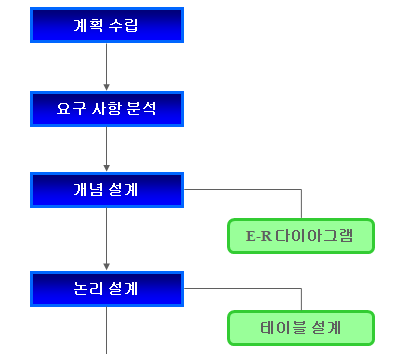 계획 수립
요구 사항 분석
개념 설계
E-R 다이아그램
논리 설계
테이블 설계